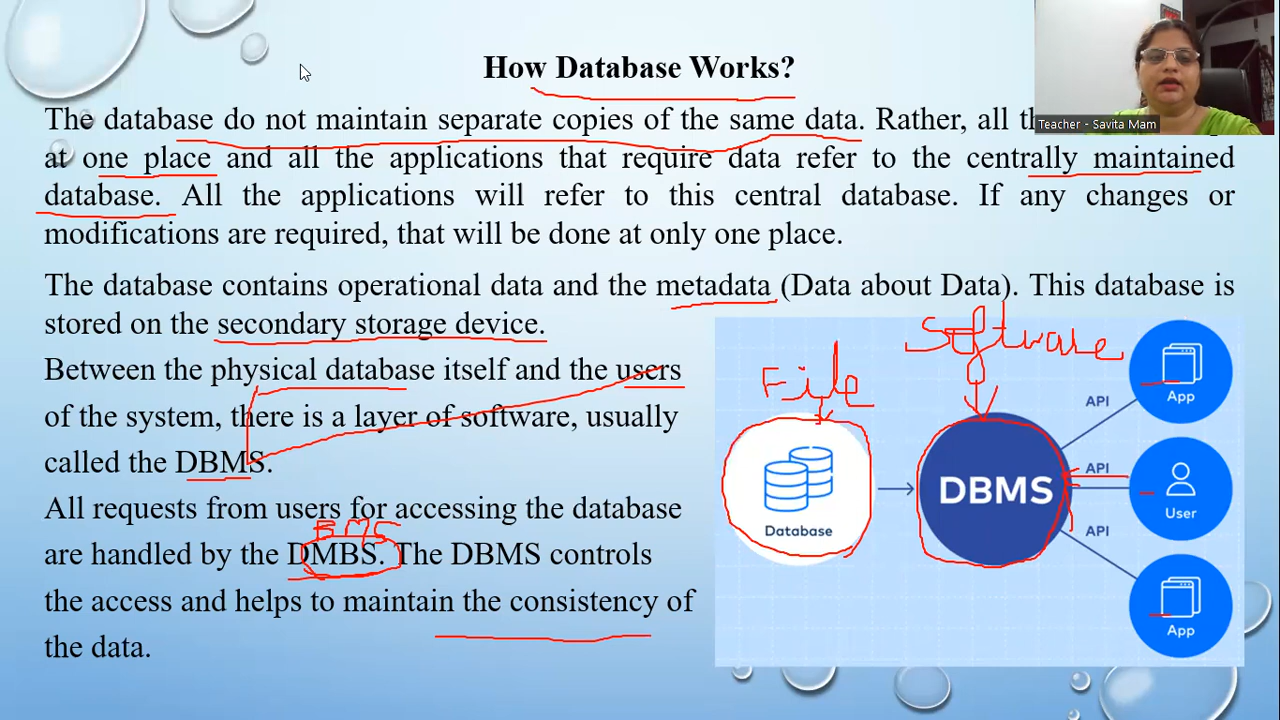 How Database Works?
The database do not maintain separate copies of the same data. Rather, all
Teacher - Savita Mam
at one place and all the applications that require data refer to the centrally maintained
database. All the applications will refer to this central database. If any changes or
modifications are required, that will be done at only one place.
The database contains operational data and the metadata (Data about Data). This database is
stored on the secondary storage device.
Between the physical database itself and the users
of the system, there is a layer of software, usually
called the DBMS.
All requests from users for accessing the database
BMS
are handled by the DMBS. The DBMS controls
the access and helps to maintain the consistency of
the data.
Software
File
Database
DBMS
API
API
API
App
User
App